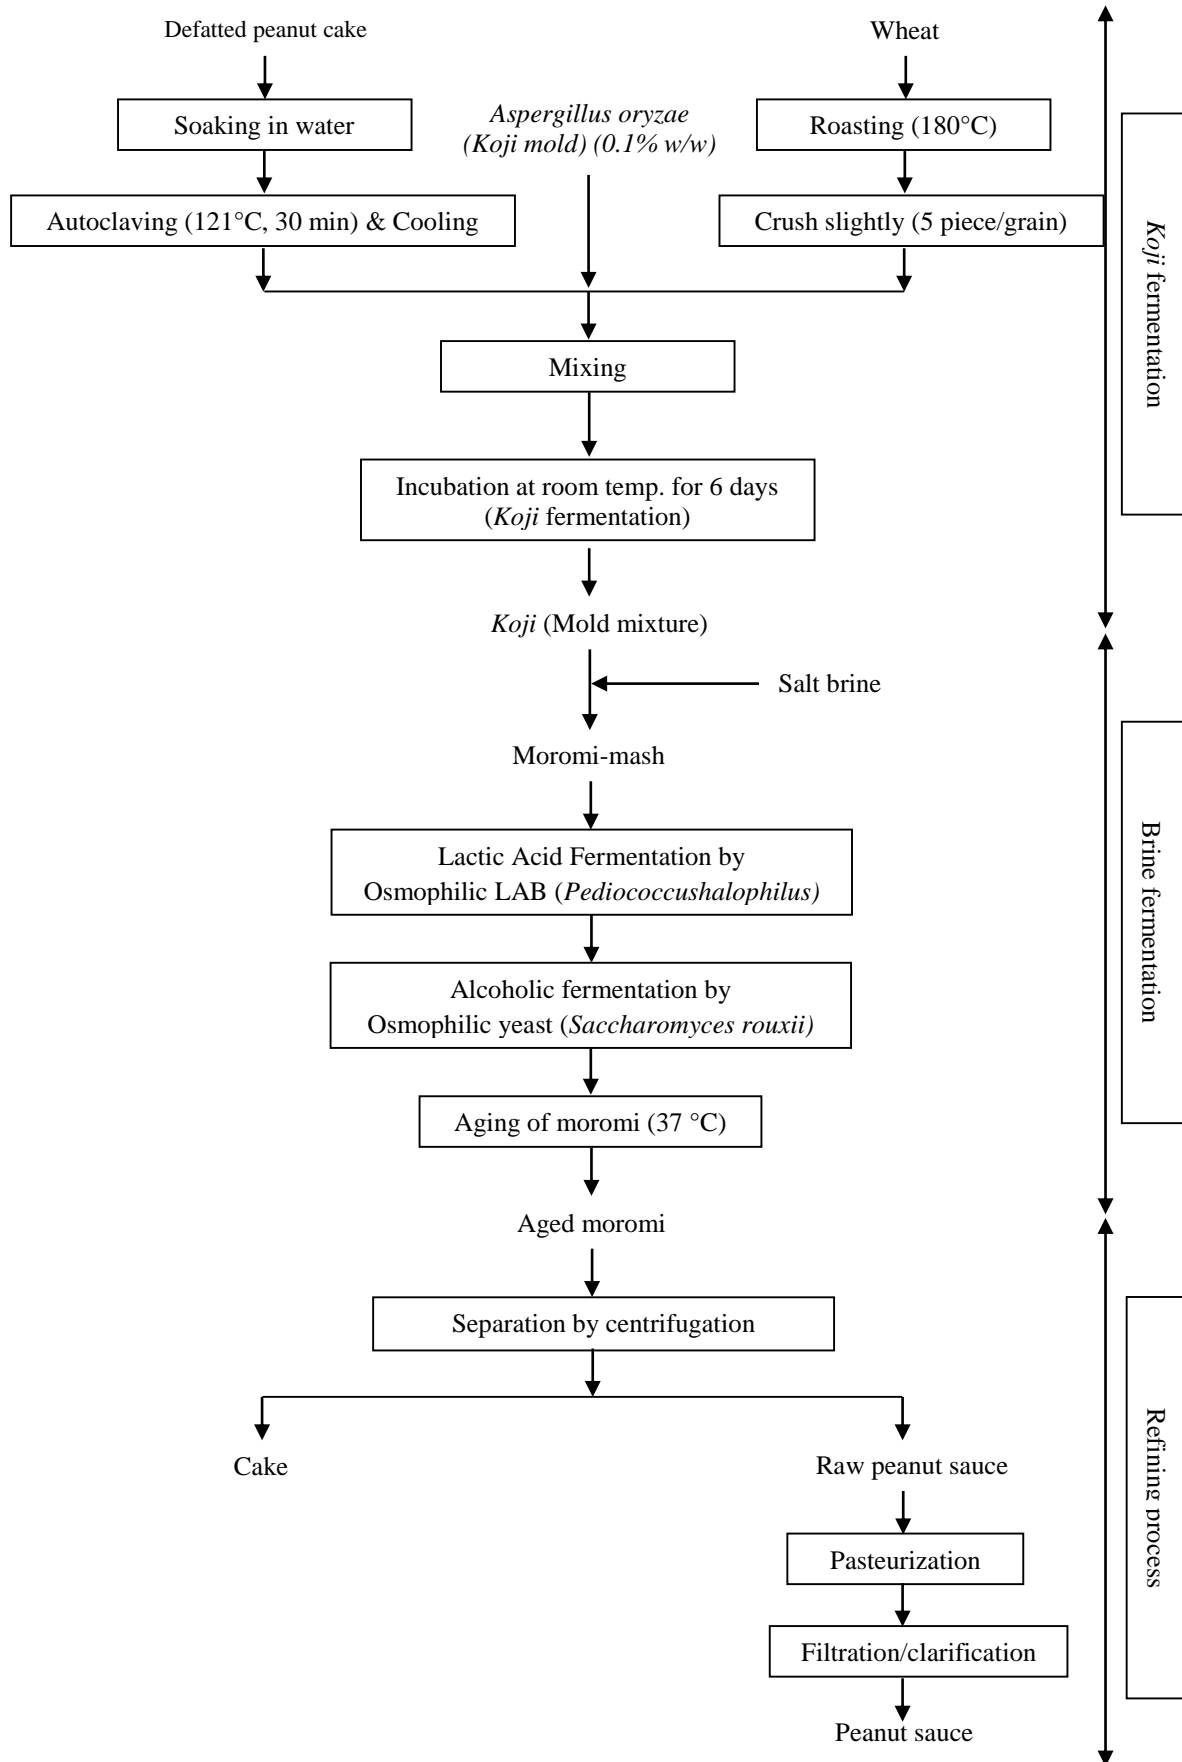 Defatted peanut cake
Wheat
Soaking in water
Aspergillus oryzae
(Koji mold) (0.1% w/w)
Roasting (180°C)
Autoclaving (121°C, 30 min) & Cooling
Crush slightly (5 piece/grain)
Mixing
Incubation at room temp. for 6 days
(Koji fermentation)
Koji (Mold mixture)
Koji fermentation
Salt brine
Moromi-mash
Lactic Acid Fermentation by
Osmophilic LAB (Pediococcushalophilus)
Alcoholic fermentation by
Osmophilic yeast (Saccharomyces rouxii)
Aging of moromi (37 °C)
Brine fermentation
Aged moromi
Separation by centrifugation
Cake
Raw peanut sauce
Pasteurization
Filtration/clarification
Peanut sauce
Refining process